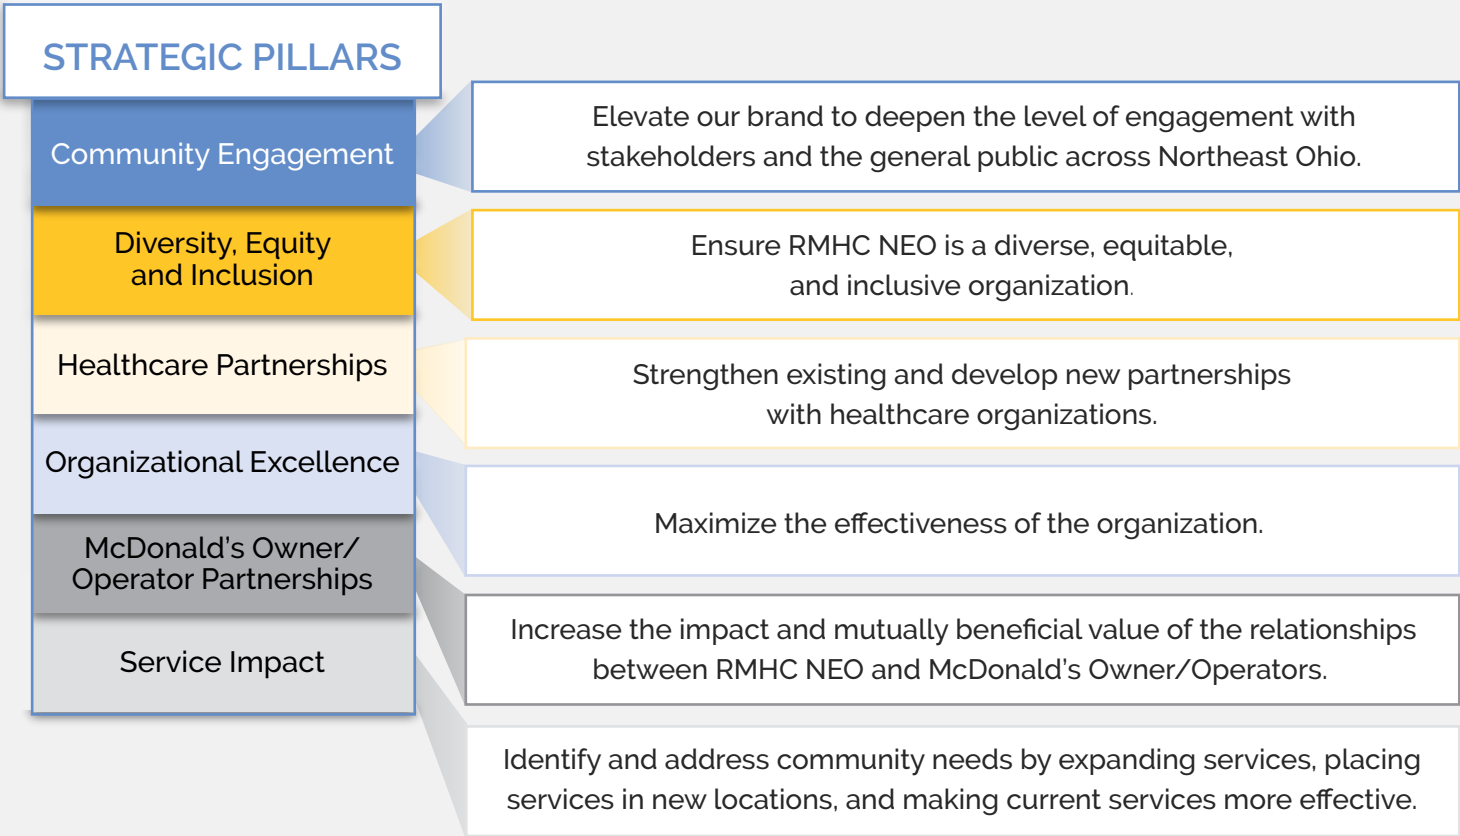 STRATEGIC PILLARS
Community Engagement
Elevate our brand to deepen the level of engagement with
stakeholders and the general public across Northeast Ohio.
Diversity, Equity
and Inclusion
Ensure RMHC NEO is a diverse, equitable,
and inclusive organization.
Healthcare Partnerships
Strengthen existing and develop new partnerships
with healthcare organizations.
Organizational Excellence
Maximize the effectiveness of the organization.
McDonald's Owner/
Operator Partnerships
Increase the impact and mutually beneficial value of the relationships
between RMHC NEO and McDonald's Owner/Operators.
Service Impact
Identify and address community needs by expanding services, placing
services in new locations, and making current services more effective.